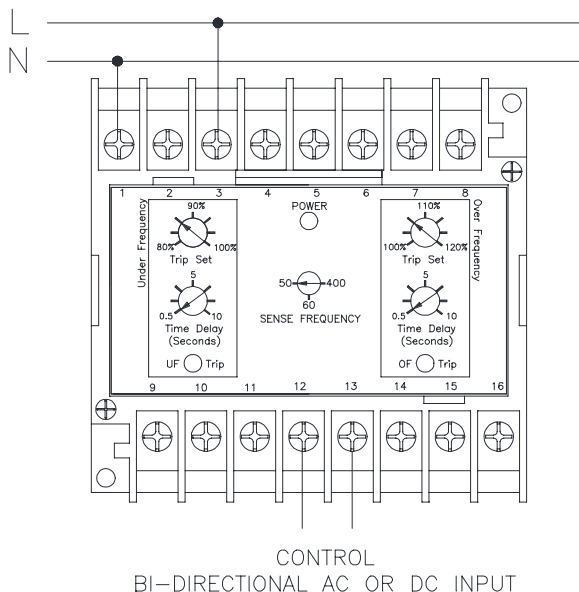 L
N
1 2 3 4 5 6 7 8
Under Frequency
90%
80% 100%
Trip Set
5
0.5 10
Time Delay
(Seconds)
UF Trip
POWER
50 400
60
SENSE FREQUENCY
Over Frequency
110%
100% 120%
Trip Set
5
0.5 10
Time Delay
(Seconds)
OF Trip
9 10 11 12 13 14 15 16
CONTROL
BI-DIRECTIONAL AC OR DC INPUT